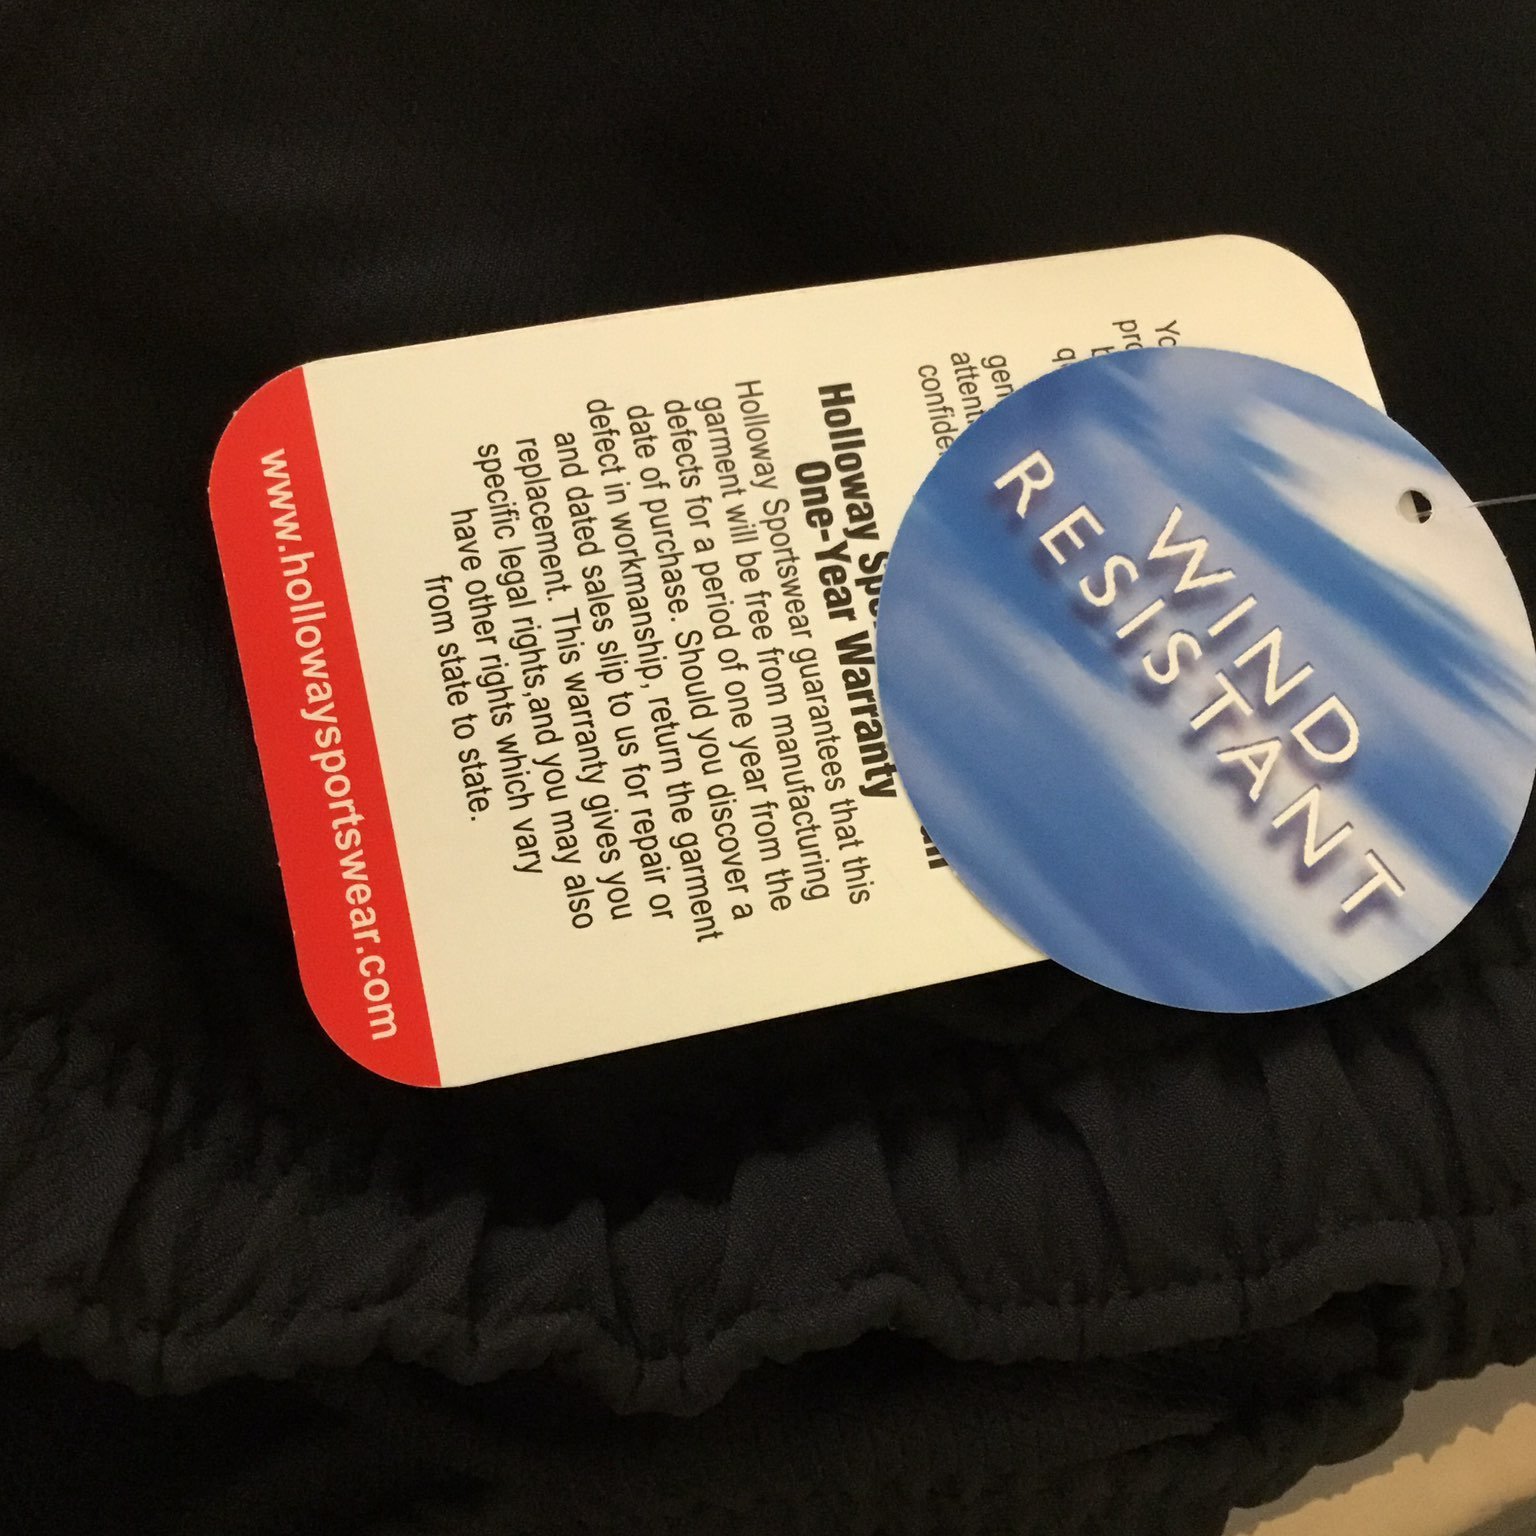 WIND
RESISTANT
Holloway
One-Year Warranty
Holloway Sportswear guarantees that this
garment will be free from manufacturing
defects for a period of one year from the
date of purchase. Should you discover a
defect in workmanship, return the garment
and dated sales slip to us for repair or
replacement. This warranty gives you
specific legal rights,and you may also
have other rights which vary
from state to state.
www.hollowaysportswear.com